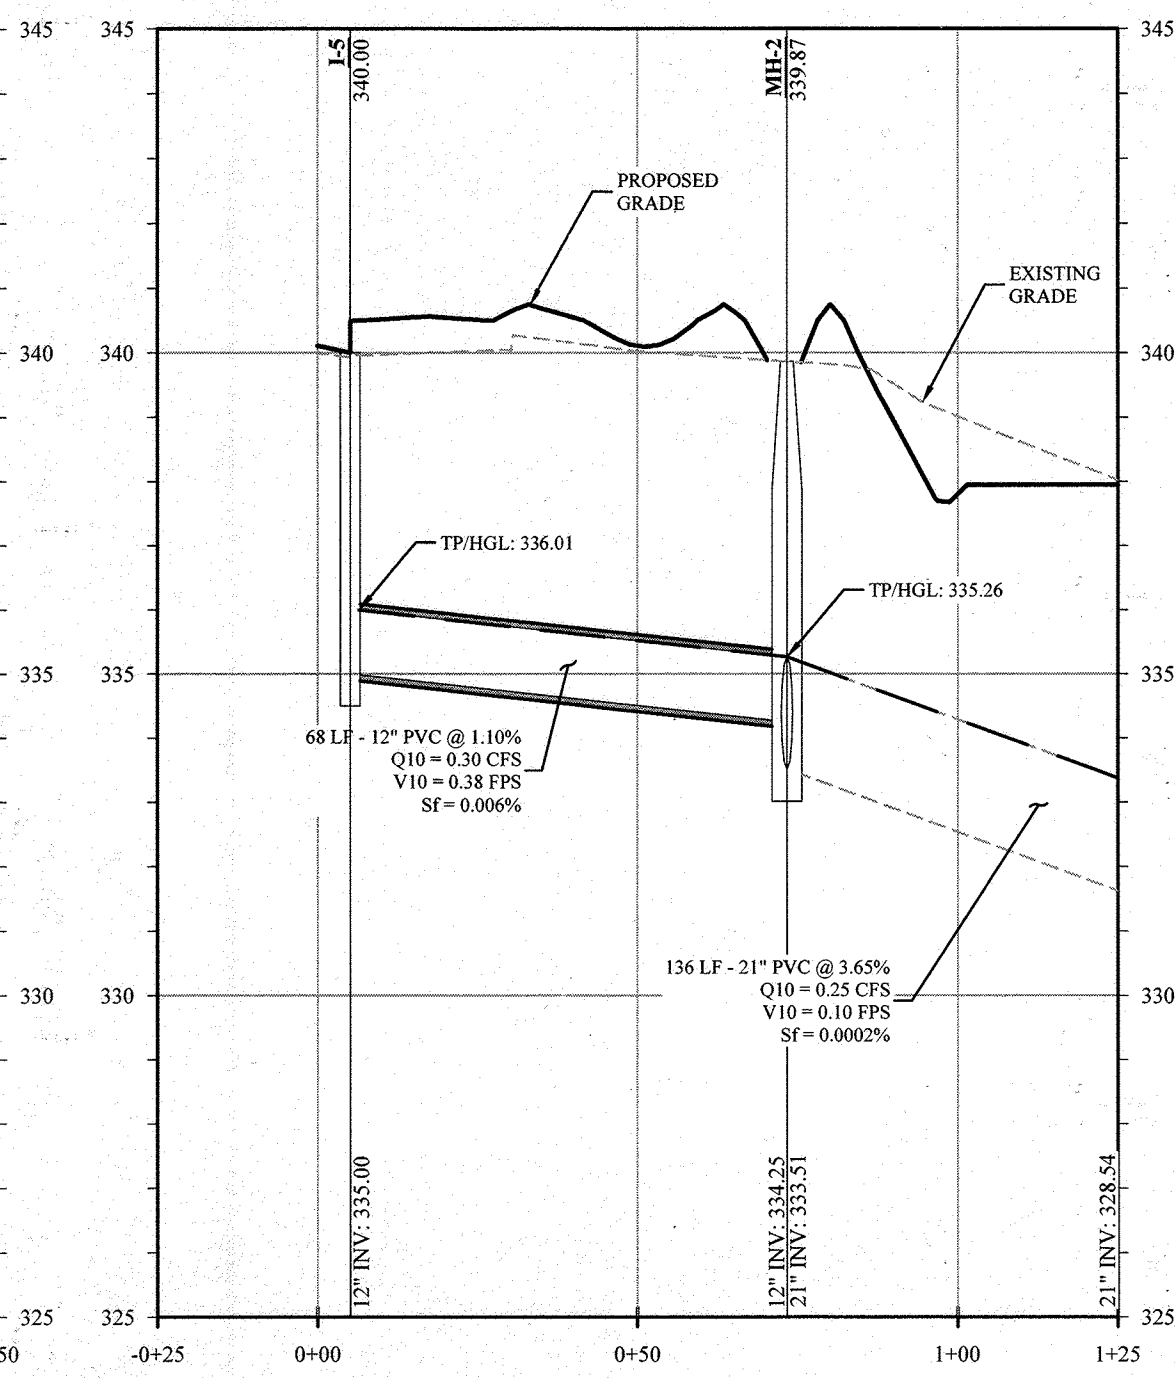 345
345
345
I-5
340.00
MH-2
339.87
PROPOSED
GRADE
EXISTING
GRADE
340
340
340
TP/HGL: 336.01
TP/HGL: 335.26
335
335
335
68 LF - 12" PVC @ 1.10%
Q10 = 0.30 CFS
V10 = 0.38 FPS
Sf = 0.006%
136 LF - 21" PVC @ 3.65%
Q10 = 0.25 CFS
V10 = 0.10 FPS
Sf = 0.0002%
330
330
330
12" INV: 335.00
12" INV: 334.25
21" INV: 333.51
21" INV: 328.54
325
325
325
50
-0+25
0+00
0+50
1+00
1+25